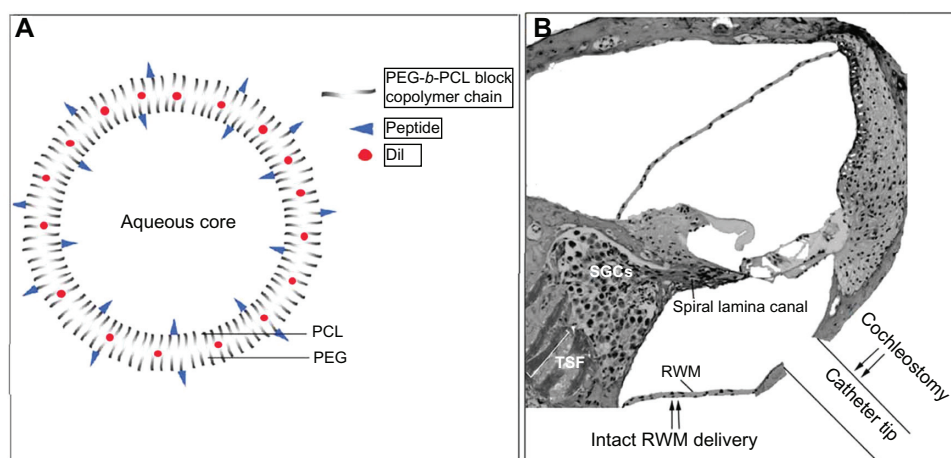 A
PEG-b-PCL block
copolymer chain
Peptide
Dil
Aqueous core
PCL
PEG
B
SGCs
Spiral lamina canal
TSF
RWM
Intact RWM delivery
Cochleostomy
Catheter tip